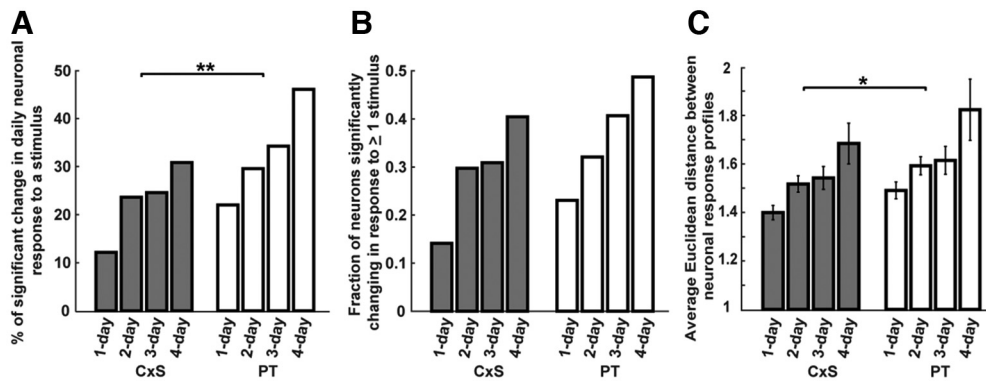 A
% of significant change in daily neuronal
response to a stimulus
50
40
30
20
10
0
**
1-day
2-day
3-day
4-day
1-day
2-day
3-day
4-day
CxS
PT
B
Fraction of neurons significantly
changing in response to ≥ 1 stimulus
0.5
0.4
0.3
0.2
0.1
0
1-day
2-day
3-day
4-day
1-day
2-day
3-day
4-day
CxS
PT
C
Average Euclidean distance between
neuronal response profiles
2
1.8
1.6
1.4
1.2
1
*
1-day
2-day
3-day
4-day
1-day
2-day
3-day
4-day
CxS
PT